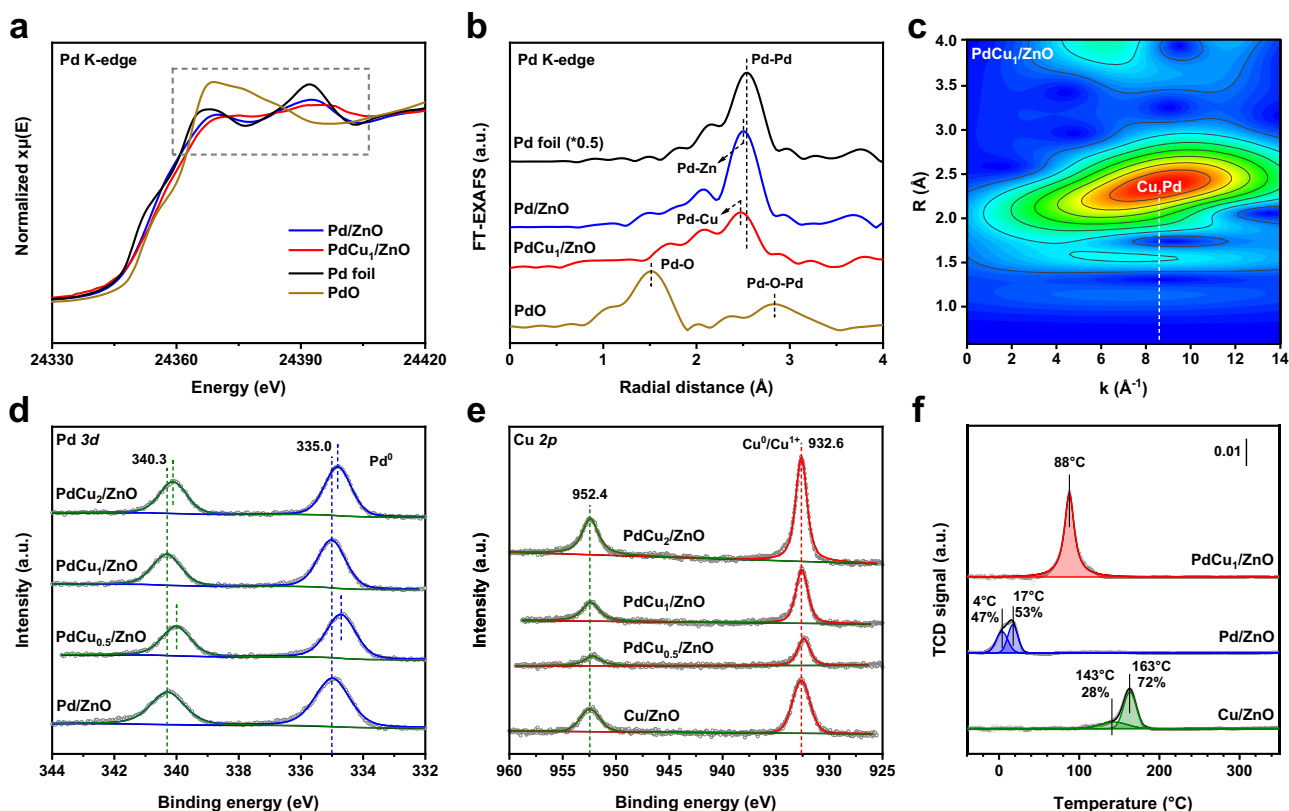 a
Pd K-edge
Normalized xμ(E)
Pd/ZnO
PdCu₁/ZnO
Pd foil
PdO
24330 24360 24390 24420
Energy (eV)
b
Pd K-edge
Pd-Pd
Pd foil (*0.5)
Pd-Zn
Pd/ZnO
Pd-Cu
PdCu₁/ZnO
Pd-O
Pd-O-Pd
PdO
FT-EXAFS (a.u.)
0 1 2 3 4
Radial distance (Å)
c
PdCu₁/ZnO
4.0
3.5
3.0
2.5
2.0
1.5
1.0
R (Å)
Cu,Pd
0 2 4 6 8 10 12 14
k (Å⁻¹)
d
Pd 3d
335.0
340.3
Pd⁰
PdCu₂/ZnO
PdCu₁/ZnO
PdCu₀.₅/ZnO
Pd/ZnO
Intensity (a.u.)
344 340 338 335 332
Binding energy (eV)
e
Cu 2p
Cu⁰/Cu¹⁺ 932.6
952.4
PdCu₂/ZnO
PdCu₁/ZnO
PdCu₀.₅/ZnO
Cu/ZnO
Intensity (a.u.)
960 955 950 940 935 930 925
Binding energy (eV)
f
0.01
88°C
PdCu₁/ZnO
4°C 17°C
47% 53%
Pd/ZnO
143°C 163°C
28% 72%
Cu/ZnO
TCD signal (a.u.)
0 100 200 300
Temperature (°C)